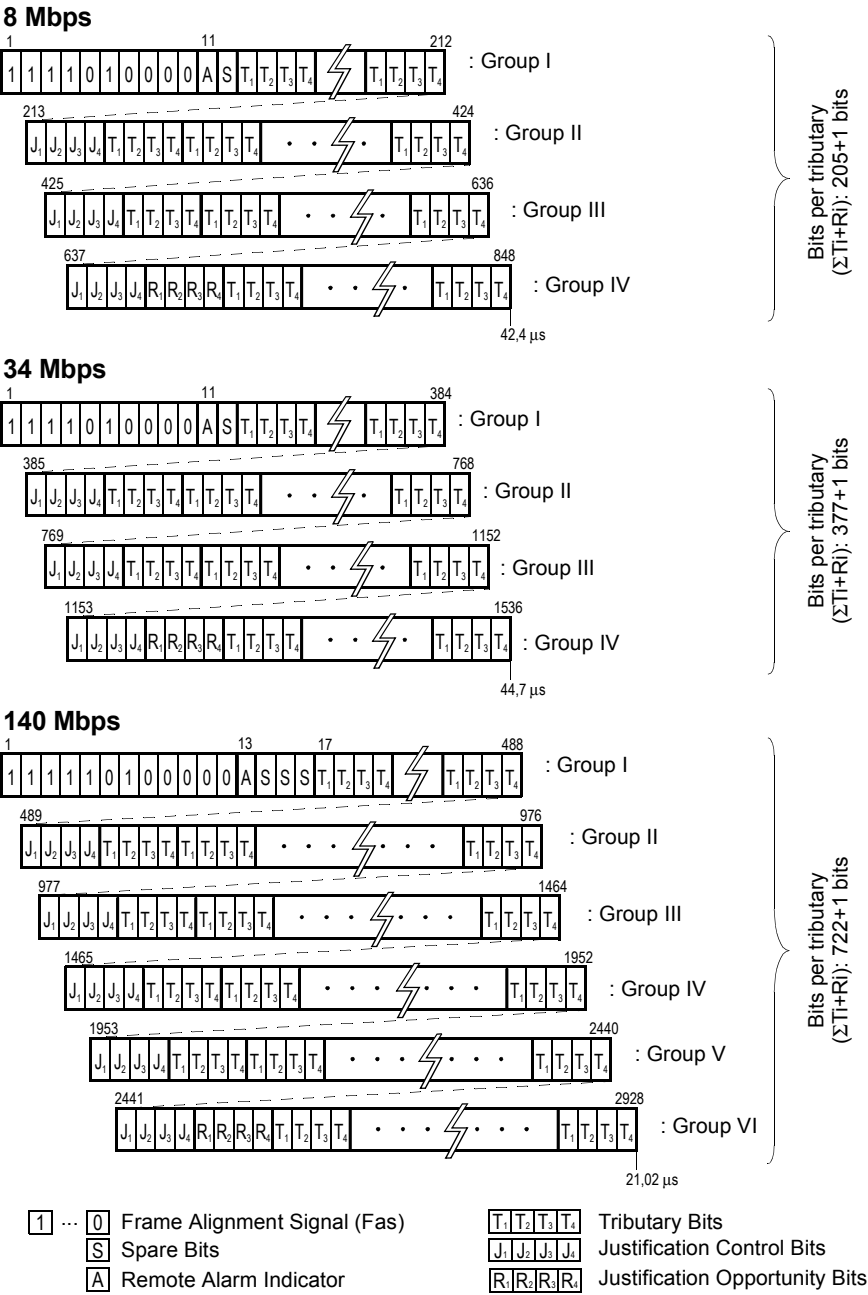 8 Mbps
1 11 212
1 1 1 1 0 1 0 0 0 0 A S T₁ T₂ T₃ T₄ T₁ T₂ T₃ T₄ : Group I
213 424
J₁ J₂ J₃ J₄ T₁ T₂ T₃ T₄ T₁ T₂ T₃ T₄ · · · · T₁ T₂ T₃ T₄ : Group II
425 636
J₁ J₂ J₃ J₄ T₁ T₂ T₃ T₄ T₁ T₂ T₃ T₄ · · · · T₁ T₂ T₃ T₄ : Group III
637 848
J₁ J₂ J₃ J₄ R₁ R₂ R₃ R₄ T₁ T₂ T₃ T₄ · · · · T₁ T₂ T₃ T₄ : Group IV
42,4 µs
Bits per tributary
(ΣTi+Ri): 205+1 bits
34 Mbps
1 11 384
1 1 1 1 0 1 0 0 0 0 A S T₁ T₂ T₃ T₄ T₁ T₂ T₃ T₄ : Group I
385 768
J₁ J₂ J₃ J₄ T₁ T₂ T₃ T₄ T₁ T₂ T₃ T₄ · · · · T₁ T₂ T₃ T₄ : Group II
769 1152
J₁ J₂ J₃ J₄ T₁ T₂ T₃ T₄ T₁ T₂ T₃ T₄ · · · · T₁ T₂ T₃ T₄ : Group III
1153 1536
J₁ J₂ J₃ J₄ R₁ R₂ R₃ R₄ T₁ T₂ T₃ T₄ · · · · T₁ T₂ T₃ T₄ : Group IV
44,7 µs
Bits per tributary
(ΣTi+Ri): 377+1 bits
140 Mbps
1 13 17 488
1 1 1 1 1 0 1 0 0 0 0 0 A S S S T₁ T₂ T₃ T₄ T₁ T₂ T₃ T₄ : Group I
489 976
J₁ J₂ J₃ J₄ T₁ T₂ T₃ T₄ T₁ T₂ T₃ T₄ · · · · · · · T₁ T₂ T₃ T₄ : Group II
977 1464
J₁ J₂ J₃ J₄ T₁ T₂ T₃ T₄ T₁ T₂ T₃ T₄ · · · · · · · T₁ T₂ T₃ T₄ : Group III
1465 1952
J₁ J₂ J₃ J₄ T₁ T₂ T₃ T₄ T₁ T₂ T₃ T₄ · · · · · · · T₁ T₂ T₃ T₄ : Group IV
1953 2440
J₁ J₂ J₃ J₄ T₁ T₂ T₃ T₄ T₁ T₂ T₃ T₄ · · · · · · · T₁ T₂ T₃ T₄ : Group V
2441 2928
J₁ J₂ J₃ J₄ R₁ R₂ R₃ R₄ T₁ T₂ T₃ T₄ · · · · · · · T₁ T₂ T₃ T₄ : Group VI
21,02 µs
Bits per tributary
(ΣTi+Ri): 722+1 bits
1 ... 0 Frame Alignment Signal (Fas)
S Spare Bits
A Remote Alarm Indicator
T₁ T₂ T₃ T₄ Tributary Bits
J₁ J₂ J₃ J₄ Justification Control Bits
R₁ R₂ R₃ R₄ Justification Opportunity Bits